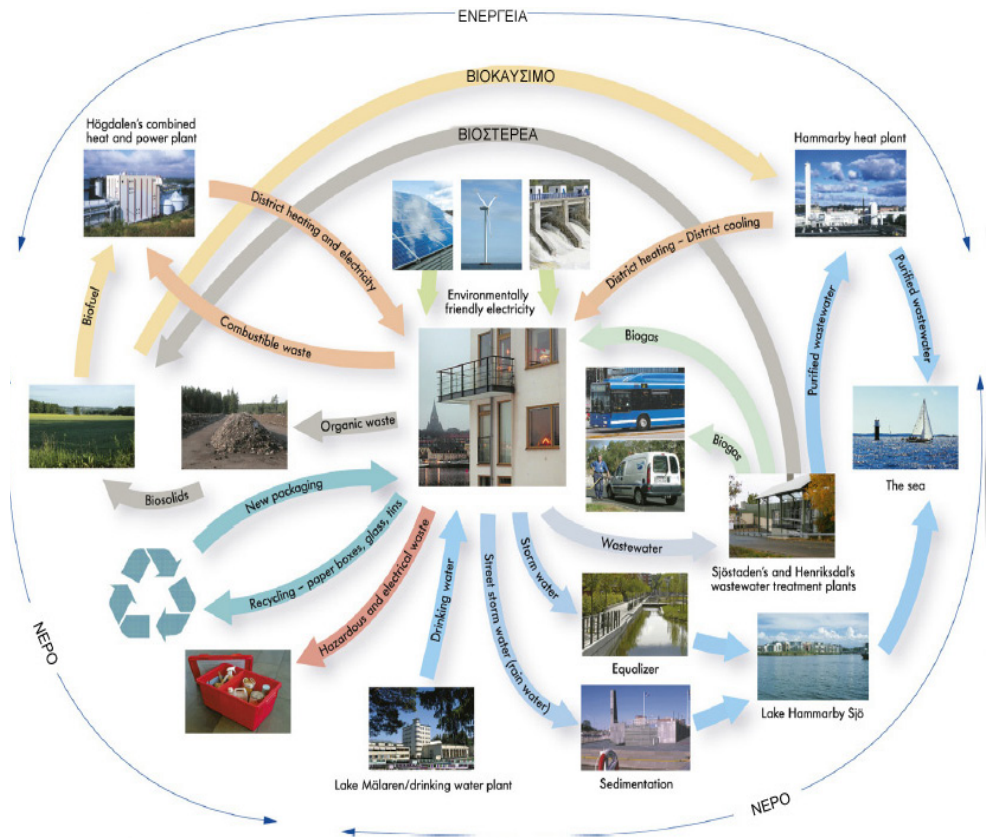 ΕΝΕΡΓΕΙΑ
ΒΙΟΚΑΥΣΙΜΟ
ΒΙΟΣΤΕΡΕΑ
Högdalen's combined
heat and power plant
Hammarby heat plant
District heating and electricity
District heating – District cooling
Environmentally
friendly electricity
Biofuel
Combustible waste
Biogas
Purified wastewater
Purified wastewater
Organic waste
Biogas
The sea
Biosolids
New packaging
Wastewater
Sjöstaden's and Henriksdal's
wastewater treatment plants
Recycling – paper boxes, glass, tins
Hazardous and electrical waste
Drinking water
Street storm water (rain water)
Storm water
ΝΕΡΟ
Equalizer
Lake Hammarby Sjö
Lake Mälaren/drinking water plant
Sedimentation
ΝΕΡΟ